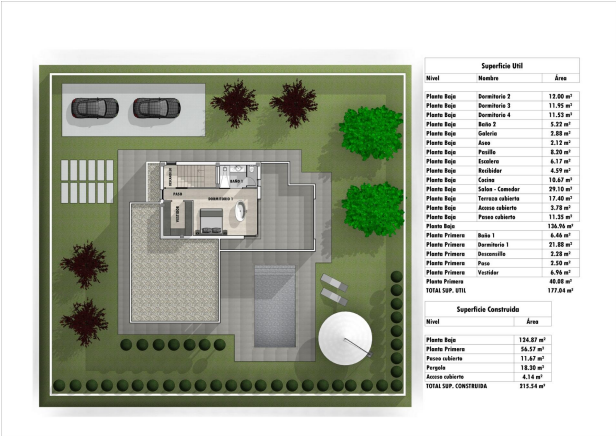 Superficie Util
Nivel Nombre Área
Planta Baja Dormitorio 2 12.00 m²
Planta Baja Dormitorio 3 11.95 m²
Planta Baja Dormitorio 4 11.53 m²
Planta Baja Baño 2 5.22 m²
Planta Baja Galeria 2.88 m²
Planta Baja Aseo 2.12 m²
Planta Baja Pasillo 8.20 m²
Planta Baja Escalera 6.17 m²
Planta Baja Recibidor 4.59 m²
Planta Baja Cocina 10.67 m²
Planta Baja Salon - Comedor 29.10 m²
Planta Baja Terraza cubierta 17.40 m²
Planta Baja Acceso cubierto 3.78 m²
Planta Baja Paseo cubierto 11.35 m²
Planta Baja 136.96 m²
Planta Primera Baño 1 6.46 m²
Planta Primera Dormitorio 1 21.88 m²
Planta Primera Descansillo 2.28 m²
Planta Primera Paso 2.50 m²
Planta Primera Vestidor 6.96 m²
Planta Primera 40.08 m²
TOTAL SUP. UTIL 177.04 m²
Superficie Construida
Nivel Área
Planta Baja 124.87 m²
Planta Primera 56.57 m²
Paseo cubierto 11.67 m²
Pergola 18.30 m²
Acceso cubierto 4.14 m²
TOTAL SUP. CONSTRUIDA 215.54 m²
BAÑO 1
PASO
DORMITORIO 1
VESTIDOR